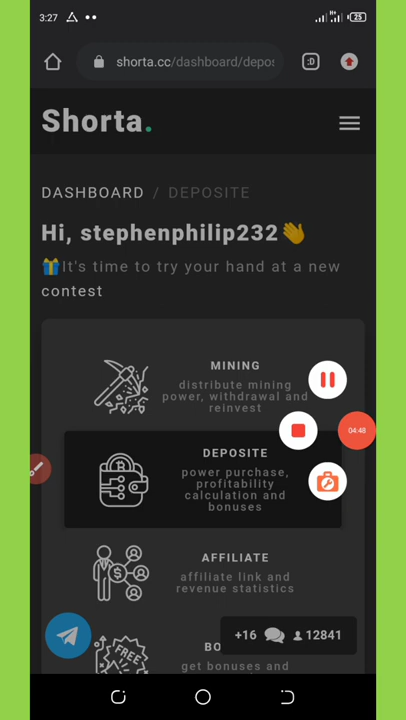 3:27
25
shorta.cc/dashboard/depos
:D
Shorta.
DASHBOARD / DEPOSITE
Hi, stephenphilip232👋
🎁It's time to try your hand at a new
contest
MINING
distribute mining
power, withdrawal and
reinvest
04:48
DEPOSITE
power purchase,
profitability
calculation and
bonuses
AFFILIATE
affiliate link and
revenue statistics
+16 12841
FREE
BO
get bonuses and